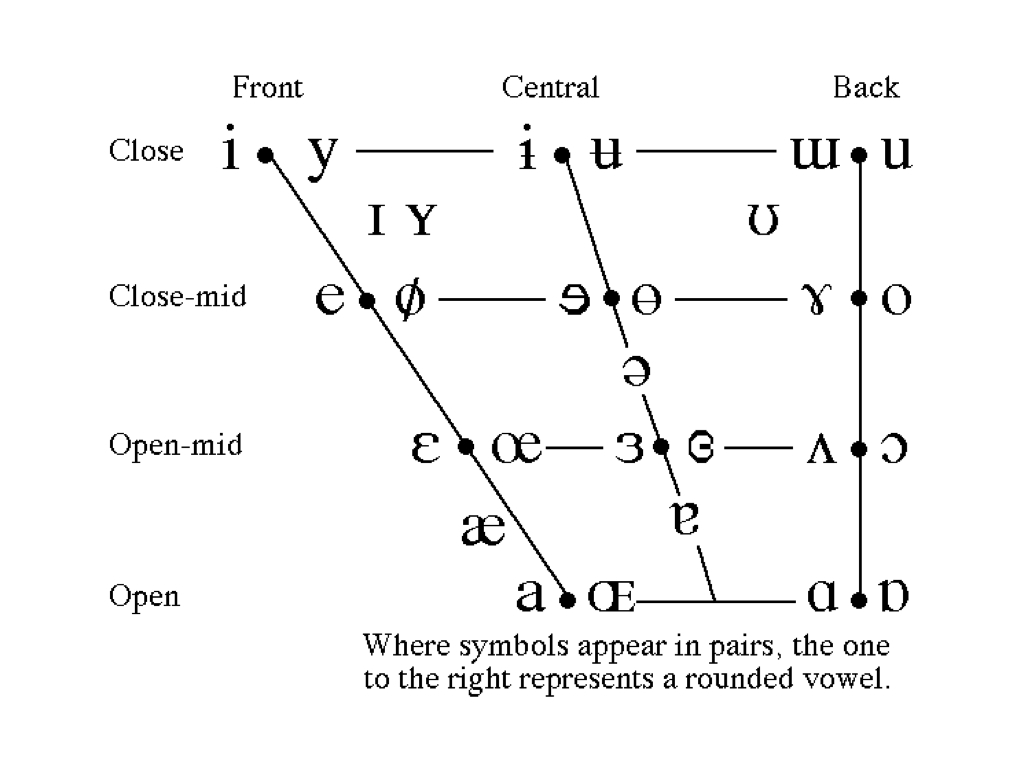 Front Central Back
Close i y ɨ ʉ ɯ u
ɪ ʏ ʊ
Close-mid e ø ɘ ɵ ɤ o
ə
Open-mid ɛ œ ɜ ɞ ʌ ɔ
æ ɐ
Open a ɶ ɑ ɒ
Where symbols appear in pairs, the one
to the right represents a rounded vowel.